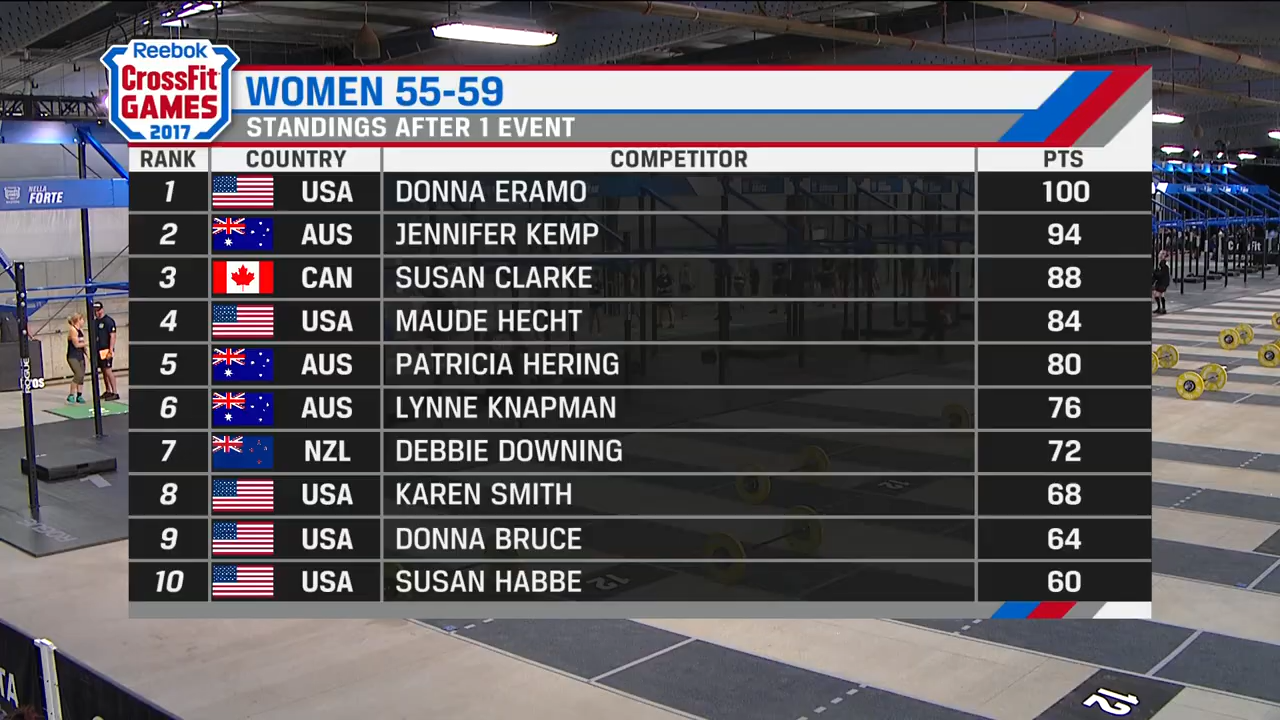 Reebok
CrossFit
GAMES
2017
WOMEN 55-59
STANDINGS AFTER 1 EVENT
RANK COUNTRY COMPETITOR PTS
1 USA DONNA ERAMO 100
2 AUS JENNIFER KEMP 94
3 CAN SUSAN CLARKE 88
4 USA MAUDE HECHT 84
5 AUS PATRICIA HERING 80
6 AUS LYNNE KNAPMAN 76
7 NZL DEBBIE DOWNING 72
8 USA KAREN SMITH 68
9 USA DONNA BRUCE 64
10 USA SUSAN HABBE 60
FORTE
ROGUE
12
12
12